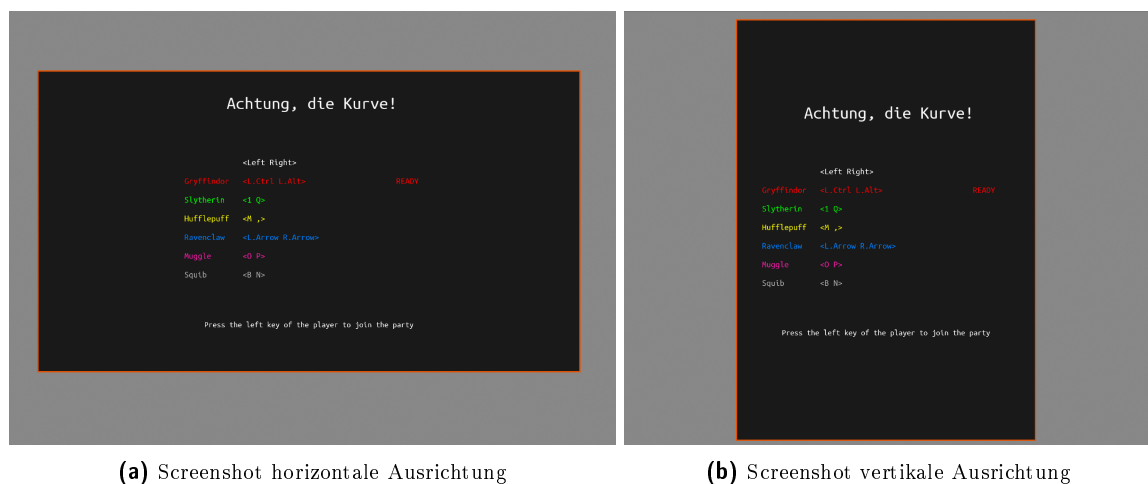 Achtung, die Kurve!
<Left Right>
Gryffindor <L.Ctrl L.Alt> READY
Slytherin <1 Q>
Hufflepuff <M ,>
Ravenclaw <L.Arrow R.Arrow>
Muggle <O P>
Squib <B N>
Press the left key of the player to join the party
(a) Screenshot horizontale Ausrichtung
Achtung, die Kurve!
<Left Right>
Gryffindor <L.Ctrl L.Alt> READY
Slytherin <1 Q>
Hufflepuff <M ,>
Ravenclaw <L.Arrow R.Arrow>
Muggle <O P>
Squib <B N>
Press the left key of the player to join the party
(b) Screenshot vertikale Ausrichtung